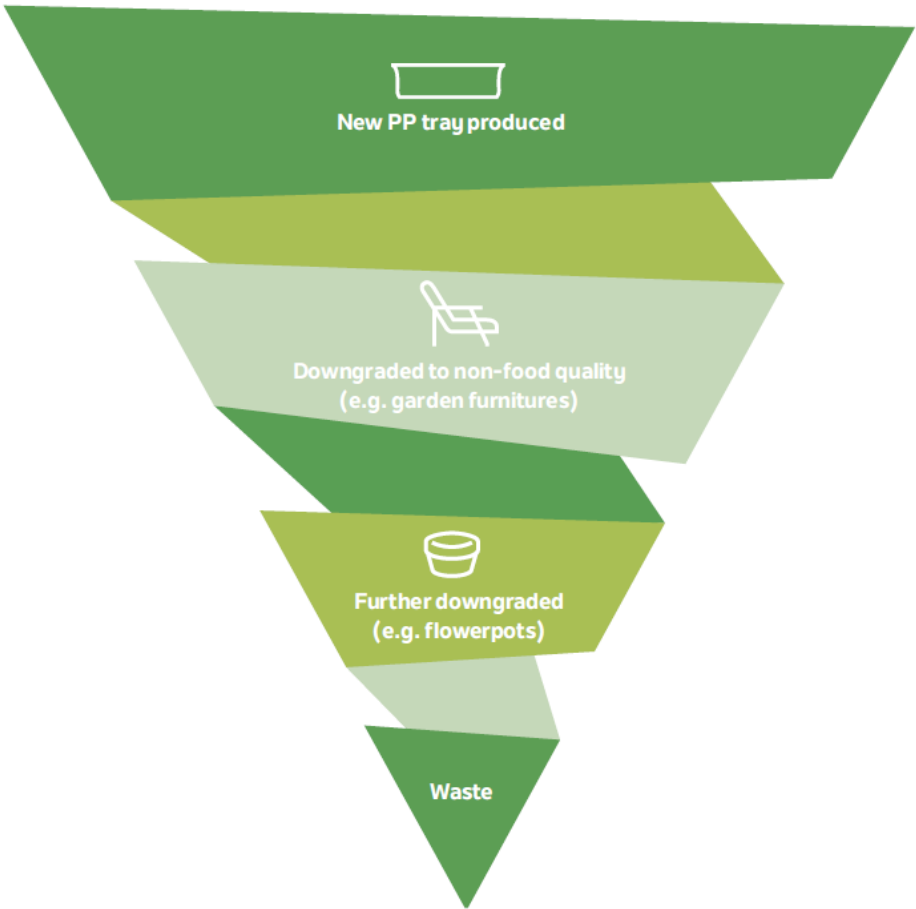 New PP tray produced
Downgraded to non-food quality
(e.g. garden furnitures)
Further downgraded
(e.g. flowerpots)
Waste